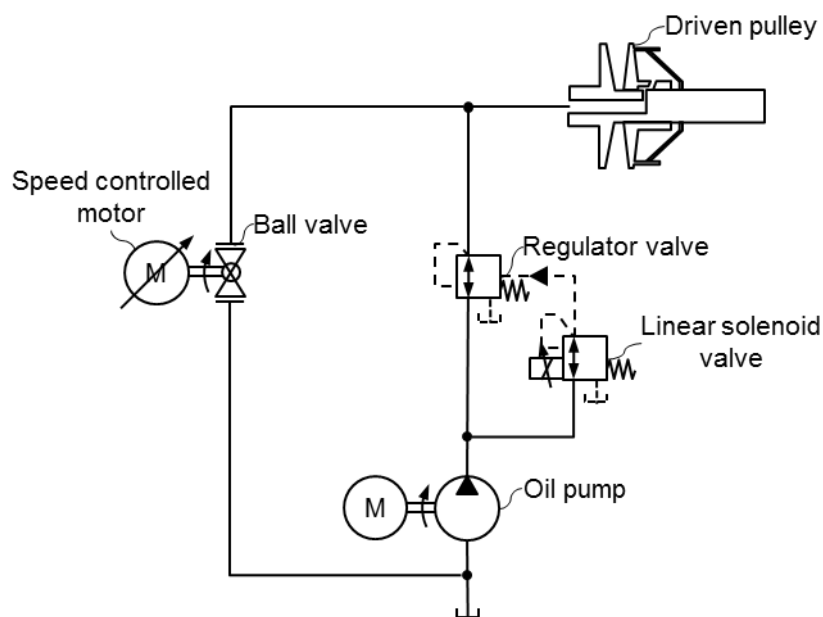 Driven pulley
Speed controlled
motor
Ball valve
M
Regulator valve
Linear solenoid
valve
Oil pump
M